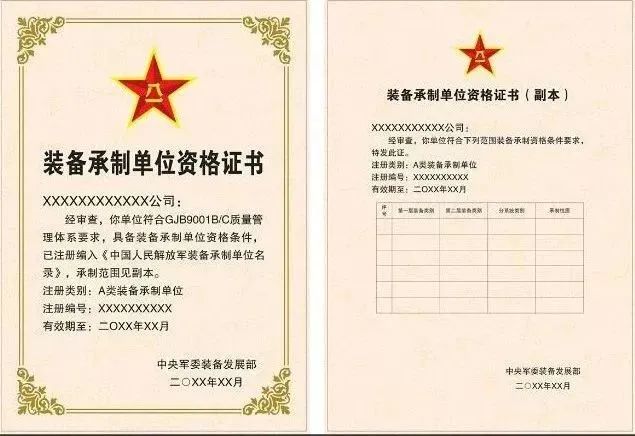 八一
装备承制单位资格证书
XXXXXXXXXXXX公司：
经审查，你单位符合GJB9001B/C质量管
理体系要求，具备装备承制单位资格条件，
已注册编入《中国人民解放军装备承制单位名
录》，承制范围见副本。
注册类别：A类装备承制单位
注册编号：XXXXXXXXXX
有效期至：二OXX年XX月
中央军委装备发展部
二〇XX年XX月
八一
装备承制单位资格证书（副本）
XXXXXXXXXXX公司：
经审查，你单位符合下列范围装备承制资格条件要求，
特发此证。
注册类别：A类装备承制单位
注册编号：XXXXXXXXXX
有效期至：二OXX年XX月
序号 第一层装备类别 第二层装备类别 分系统类别 承制性质
中央军委装备发展部
二〇XX年XX月